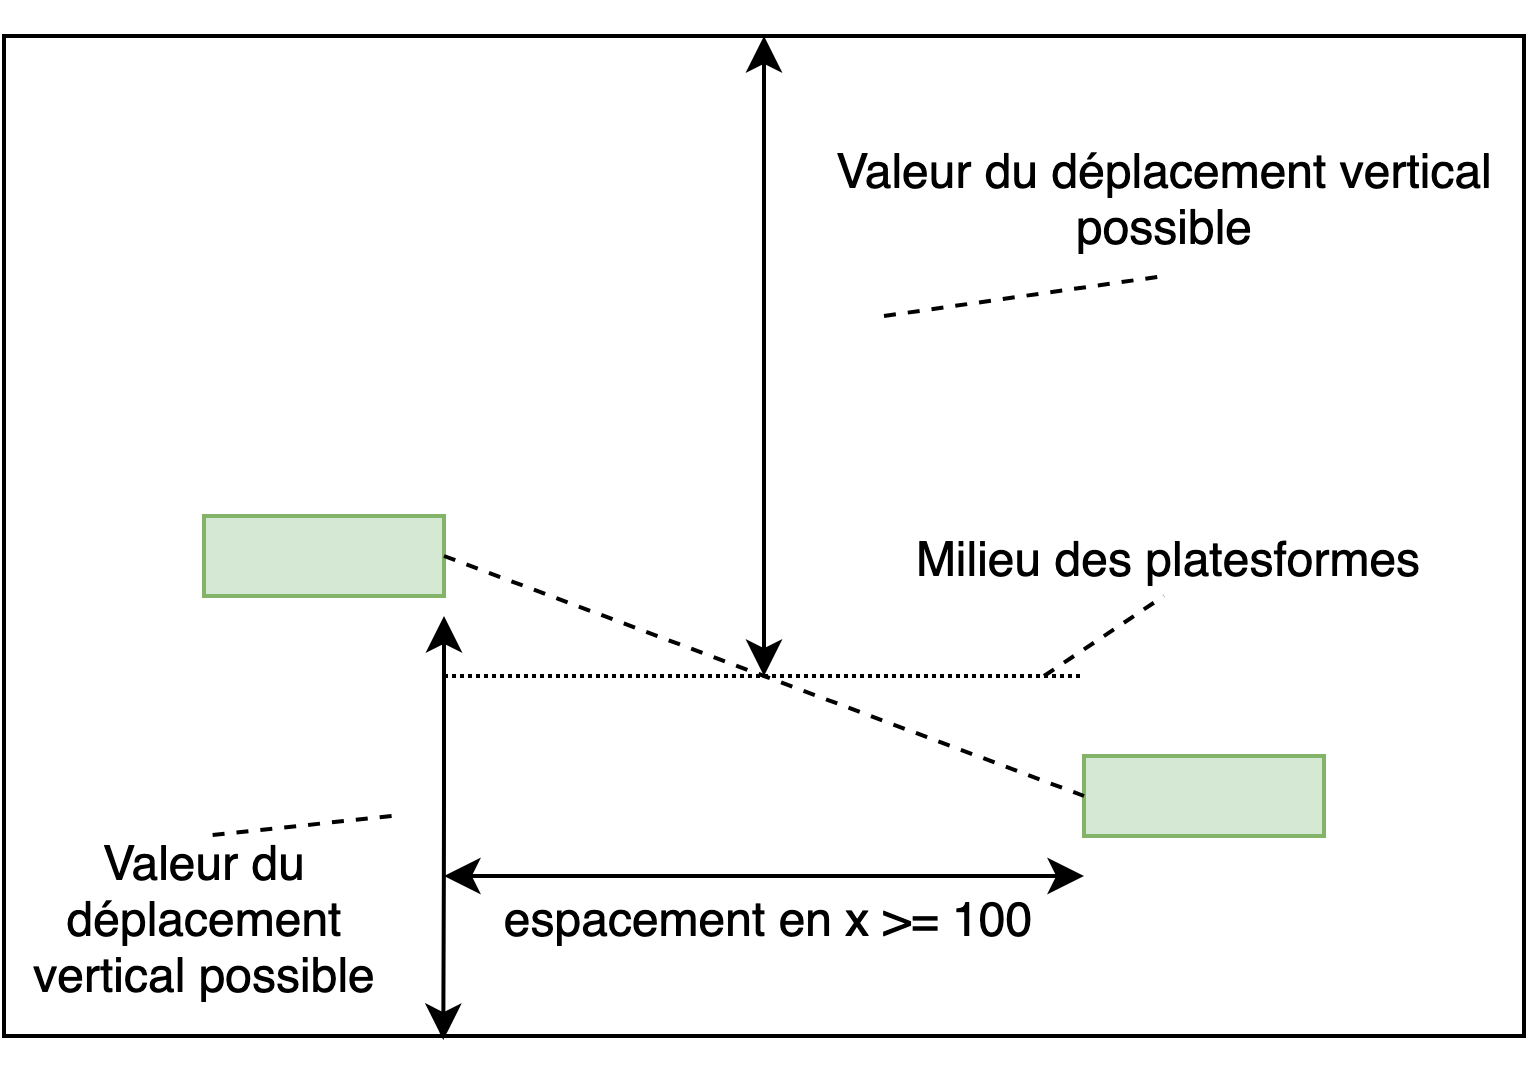 Valeur du déplacement vertical
possible
Milieu des platesformes
Valeur du
déplacement
vertical possible
espacement en x >= 100